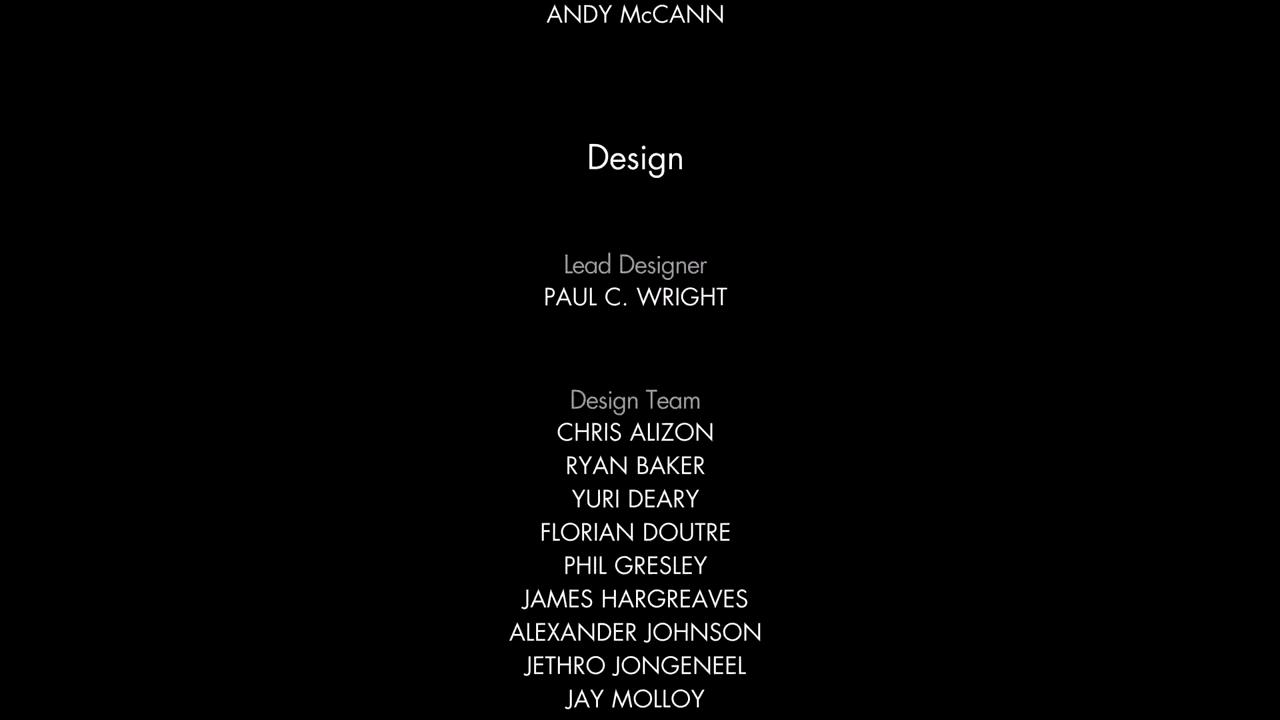 ANDY McCANN
Design
Lead Designer
PAUL C. WRIGHT
Design Team
CHRIS ALIZON
RYAN BAKER
YURI DEARY
FLORIAN DOUTRE
PHIL GRESLEY
JAMES HARGREAVES
ALEXANDER JOHNSON
JETHRO JONGENEEL
JAY MOLLOY